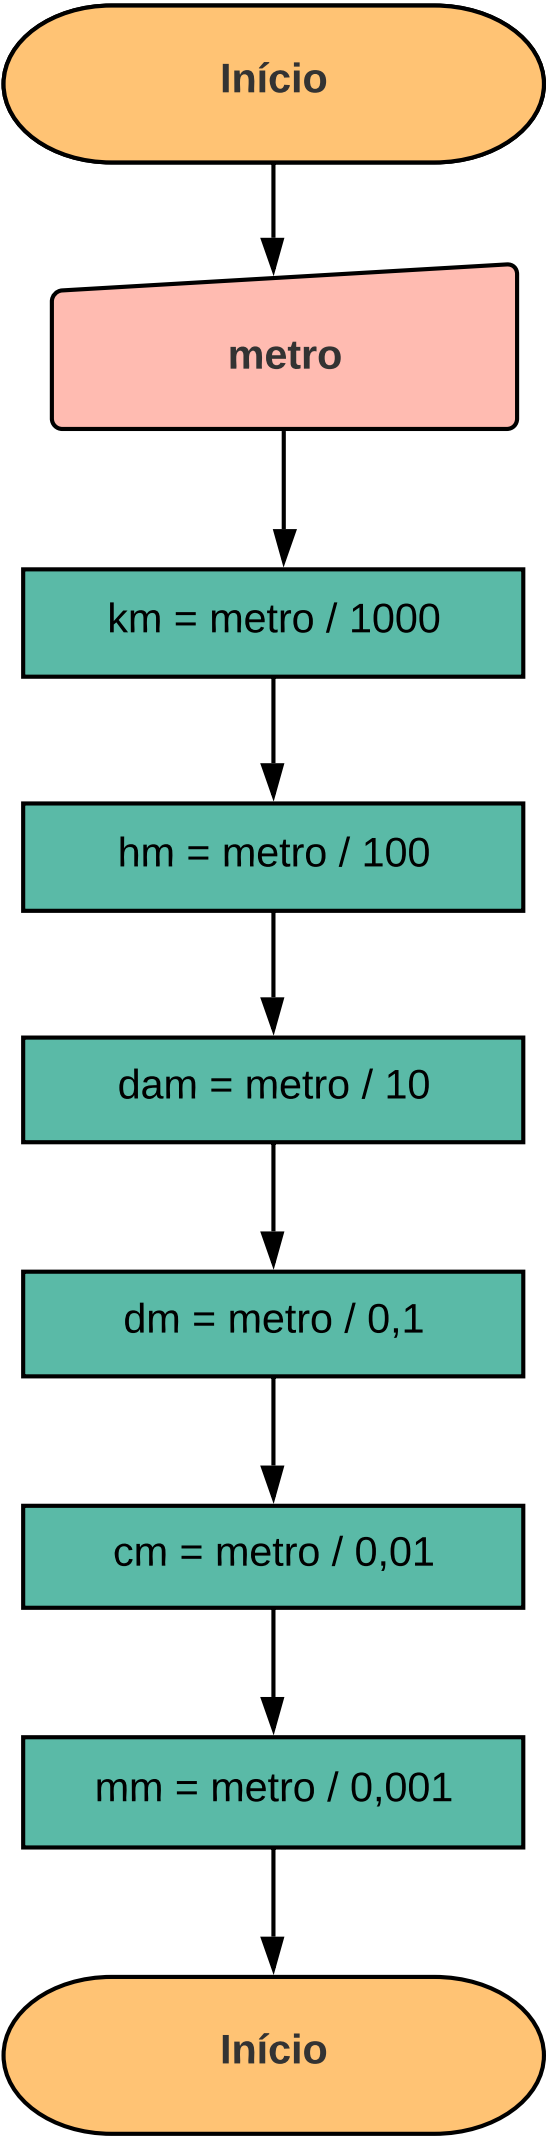 Início
metro
km = metro / 1000
hm = metro / 100
dam = metro / 10
dm = metro / 0,1
cm = metro / 0,01
mm = metro / 0,001
Início